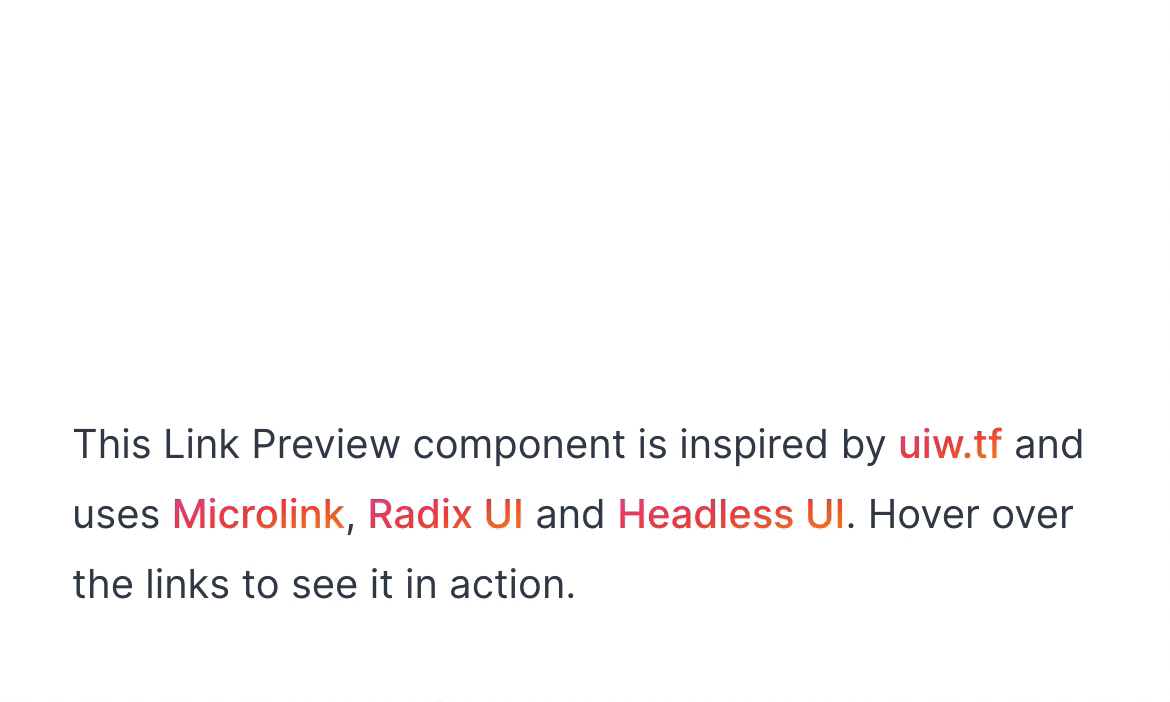 This Link Preview component is inspired by uiw.tf and
uses Microlink, Radix UI and Headless UI. Hover over
the links to see it in action.